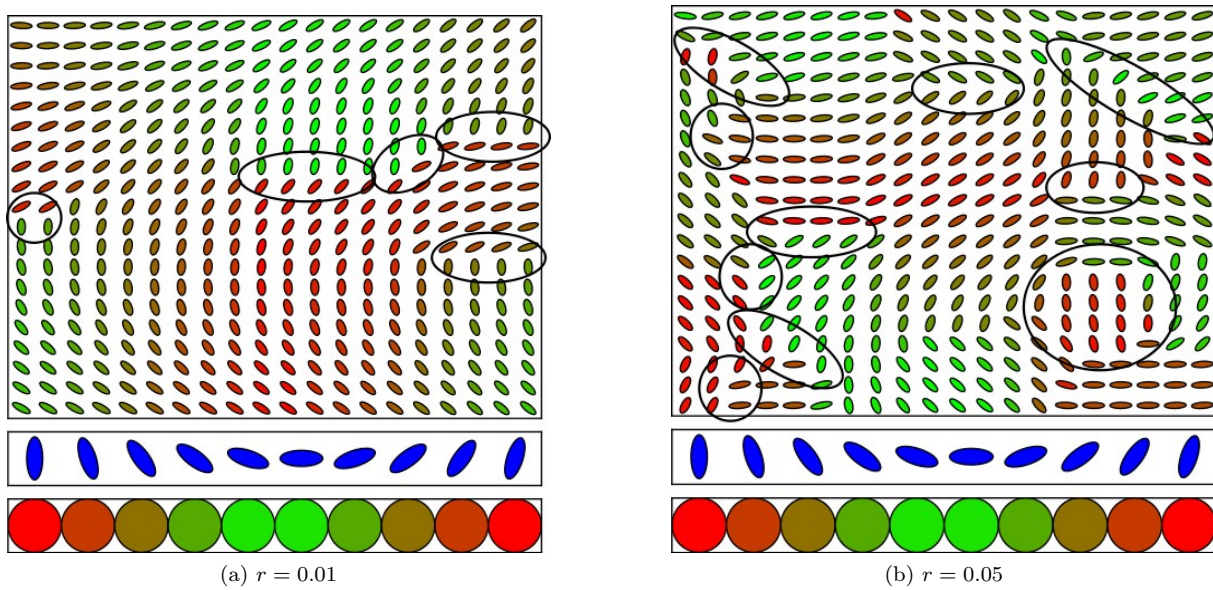 (a) r = 0.01
(b) r = 0.05